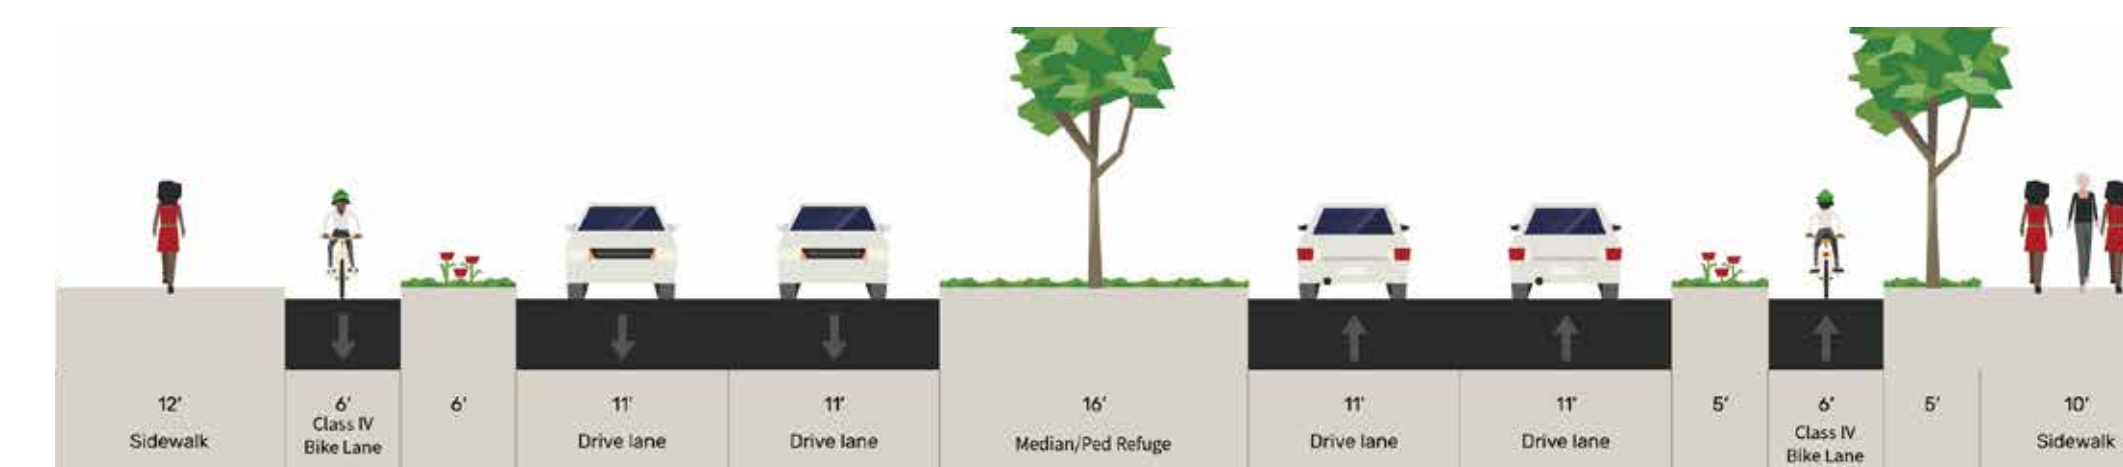 12'
Sidewalk
6'
Class IV
Bike Lane
6'
11'
Drive lane
11'
Drive lane
16'
Median/Ped Refuge
11'
Drive lane
11'
Drive lane
5'
6'
Class IV
Bike Lane
5'
10'
Sidewalk